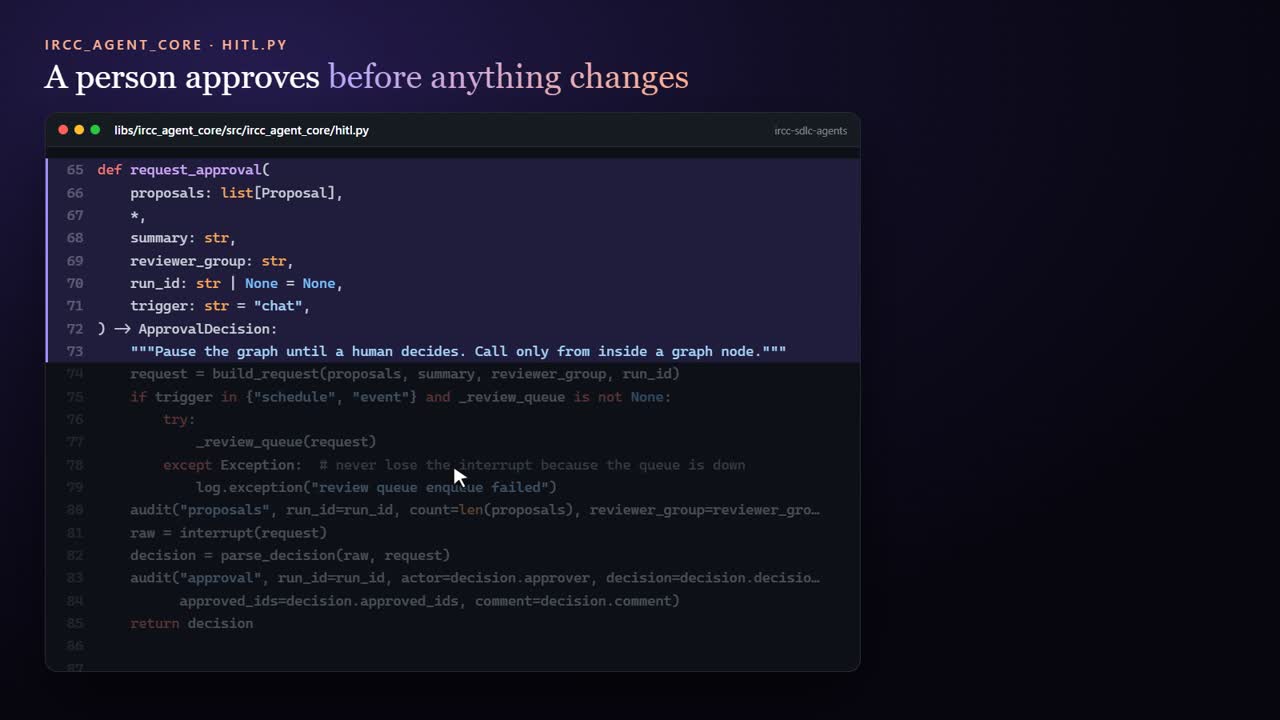 IRCC_AGENT_CORE · HITL.PY
A person approves before anything changes
libs/ircc_agent_core/src/ircc_agent_core/hitl.py
ircc-sdlc-agents
65 def request_approval(
66     proposals: list[Proposal],
67     *,
68     summary: str,
69     reviewer_group: str,
70     run_id: str | None = None,
71     trigger: str = "chat",
72 ) -> ApprovalDecision:
73     """Pause the graph until a human decides. Call only from inside a graph node."""
74     request = build_request(proposals, summary, reviewer_group, run_id)
75     if trigger in {"schedule", "event"} and _review_queue is not None:
76         try:
77             _review_queue(request)
78         except Exception:  # never lose the interrupt because the queue is down
79             log.exception("review queue enqueue failed")
80     audit("proposals", run_id=run_id, count=len(proposals), reviewer_group=reviewer_gro…
81     raw = interrupt(request)
82     decision = parse_decision(raw, request)
83     audit("approval", run_id=run_id, actor=decision.approver, decision=decision.decisio…
84           approved_ids=decision.approved_ids, comment=decision.comment)
85     return decision
86
87